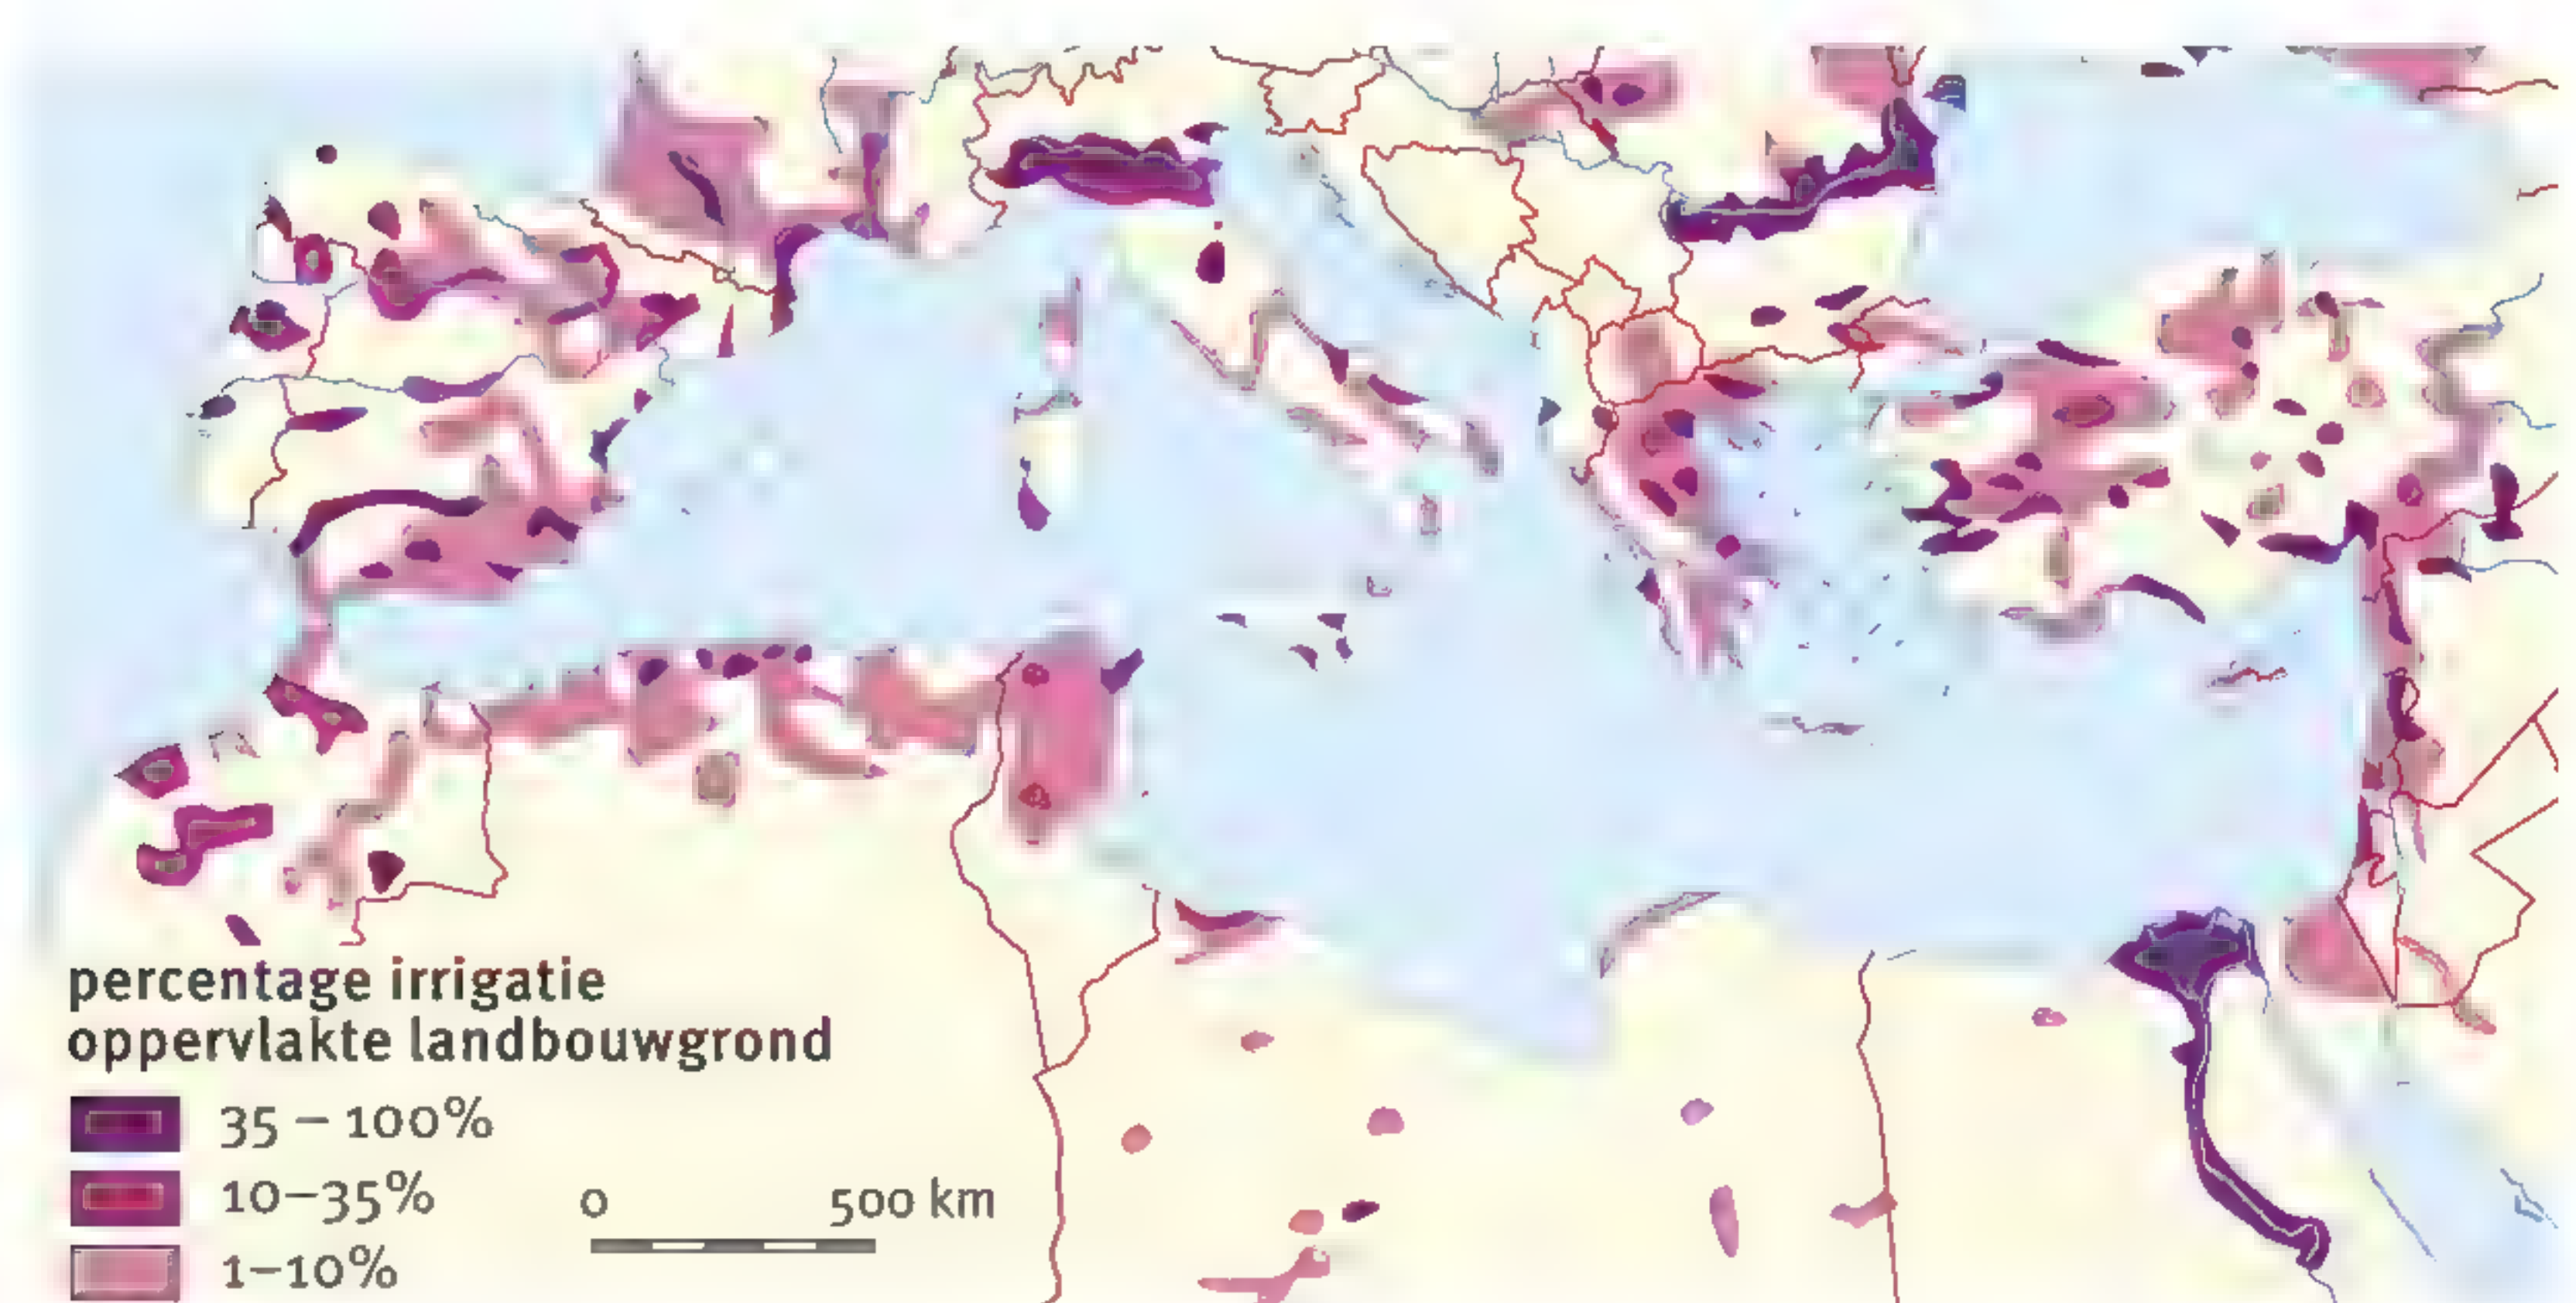 percentage irrigatie
oppervlakte landbouwgrond
35 – 100%
10–35%
1–10%
0 500 km